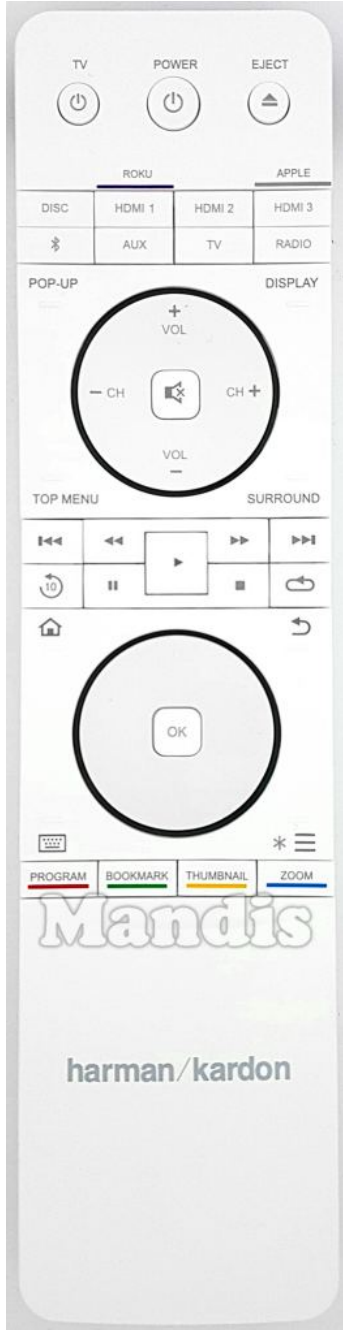 TV POWER EJECT
ROKU APPLE
DISC HDMI 1 HDMI 2 HDMI 3
AUX TV RADIO
POP-UP DISPLAY
+
VOL
- CH CH +
VOL
-
TOP MENU SURROUND
10
OK
*
PROGRAM BOOKMARK THUMBNAIL ZOOM
Mandis
harman/kardon